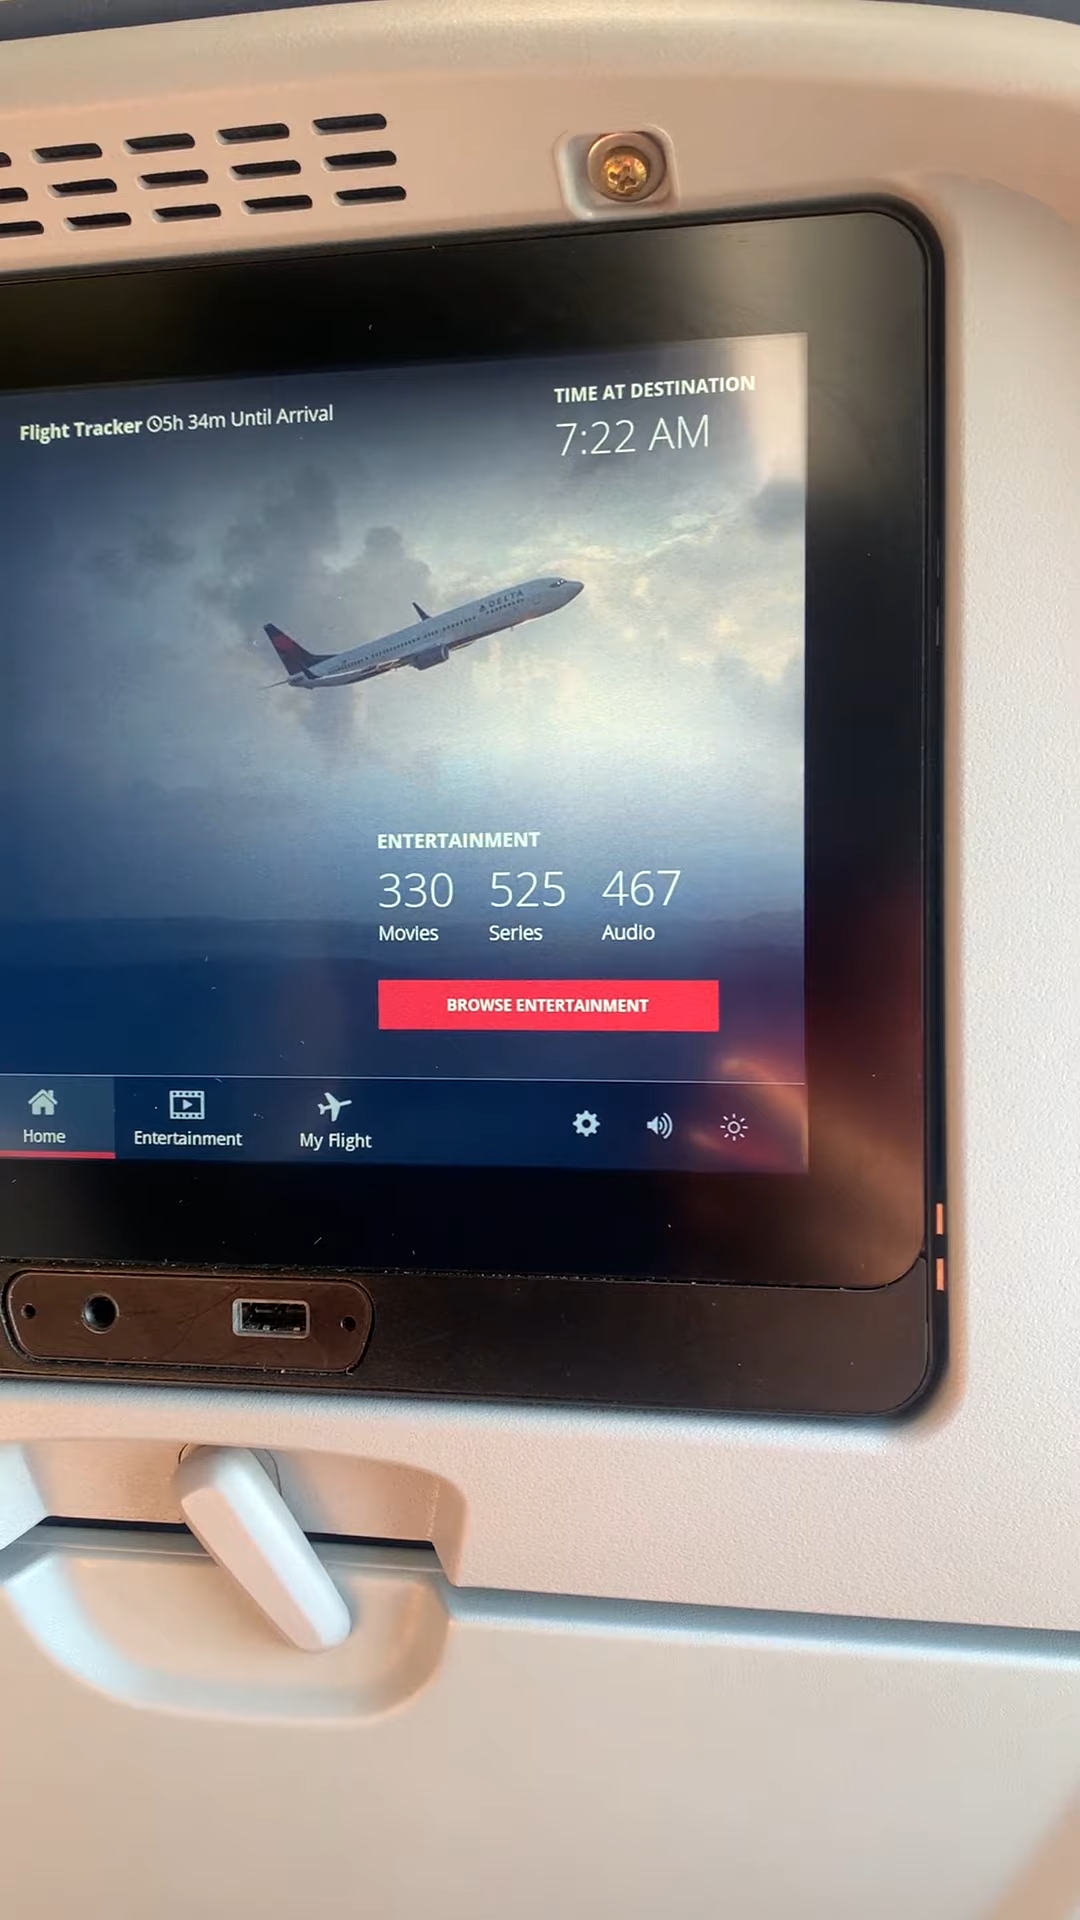 Flight Tracker 5h 34m Until Arrival
TIME AT DESTINATION
7:22 AM
DELTA
ENTERTAINMENT
330 525 467
Movies Series Audio
BROWSE ENTERTAINMENT
Home Entertainment My Flight